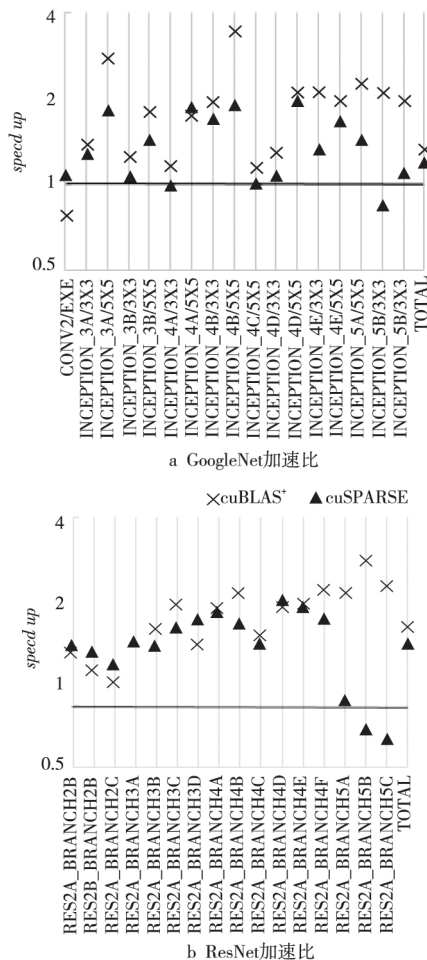 4
2
1
0.5
specd up
CONV2/EXE
INCEPTION_3A/3X3
INCEPTION_3A/5X5
INCEPTION_3B/3X3
INCEPTION_3B/5X5
INCEPTION_4A/3X3
INCEPTION_4A/5X5
INCEPTION_4B/3X3
INCEPTION_4B/5X5
INCEPTION_4C/5X5
INCEPTION_4D/3X3
INCEPTION_4D/5X5
INCEPTION_4E/3X3
INCEPTION_4E/5X5
INCEPTION_5A/5X5
INCEPTION_5B/3X3
INCEPTION_5B/3X3
TOTAL
a GoogleNet加速比
×cuBLAS⁺ ▲cuSPARSE
4
2
1
0.5
specd up
RES2A_BRANCH2B
RES2B_BRANCH2B
RES2A_BRANCH2C
RES2A_BRANCH3A
RES2A_BRANCH3B
RES2A_BRANCH3C
RES2A_BRANCH3D
RES2A_BRANCH4A
RES2A_BRANCH4B
RES2A_BRANCH4C
RES2A_BRANCH4D
RES2A_BRANCH4E
RES2A_BRANCH4F
RES2A_BRANCH5A
RES2A_BRANCH5B
RES2A_BRANCH5C
TOTAL
b ResNet加速比